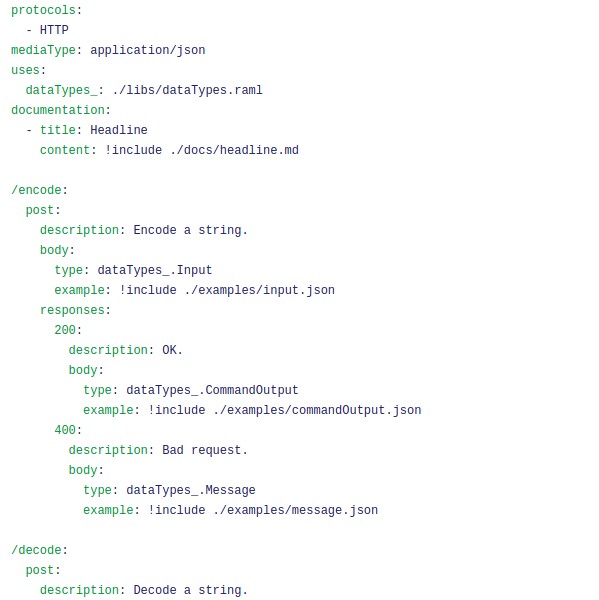 protocols:
  - HTTP
mediaType: application/json
uses:
  dataTypes_: ./libs/dataTypes.raml
documentation:
  - title: Headline
    content: !include ./docs/headline.md

/encode:
  post:
    description: Encode a string.
    body:
      type: dataTypes_.Input
      example: !include ./examples/input.json
    responses:
      200:
        description: OK.
        body:
          type: dataTypes_.CommandOutput
          example: !include ./examples/commandOutput.json
      400:
        description: Bad request.
        body:
          type: dataTypes_.Message
          example: !include ./examples/message.json

/decode:
  post:
    description: Decode a string.